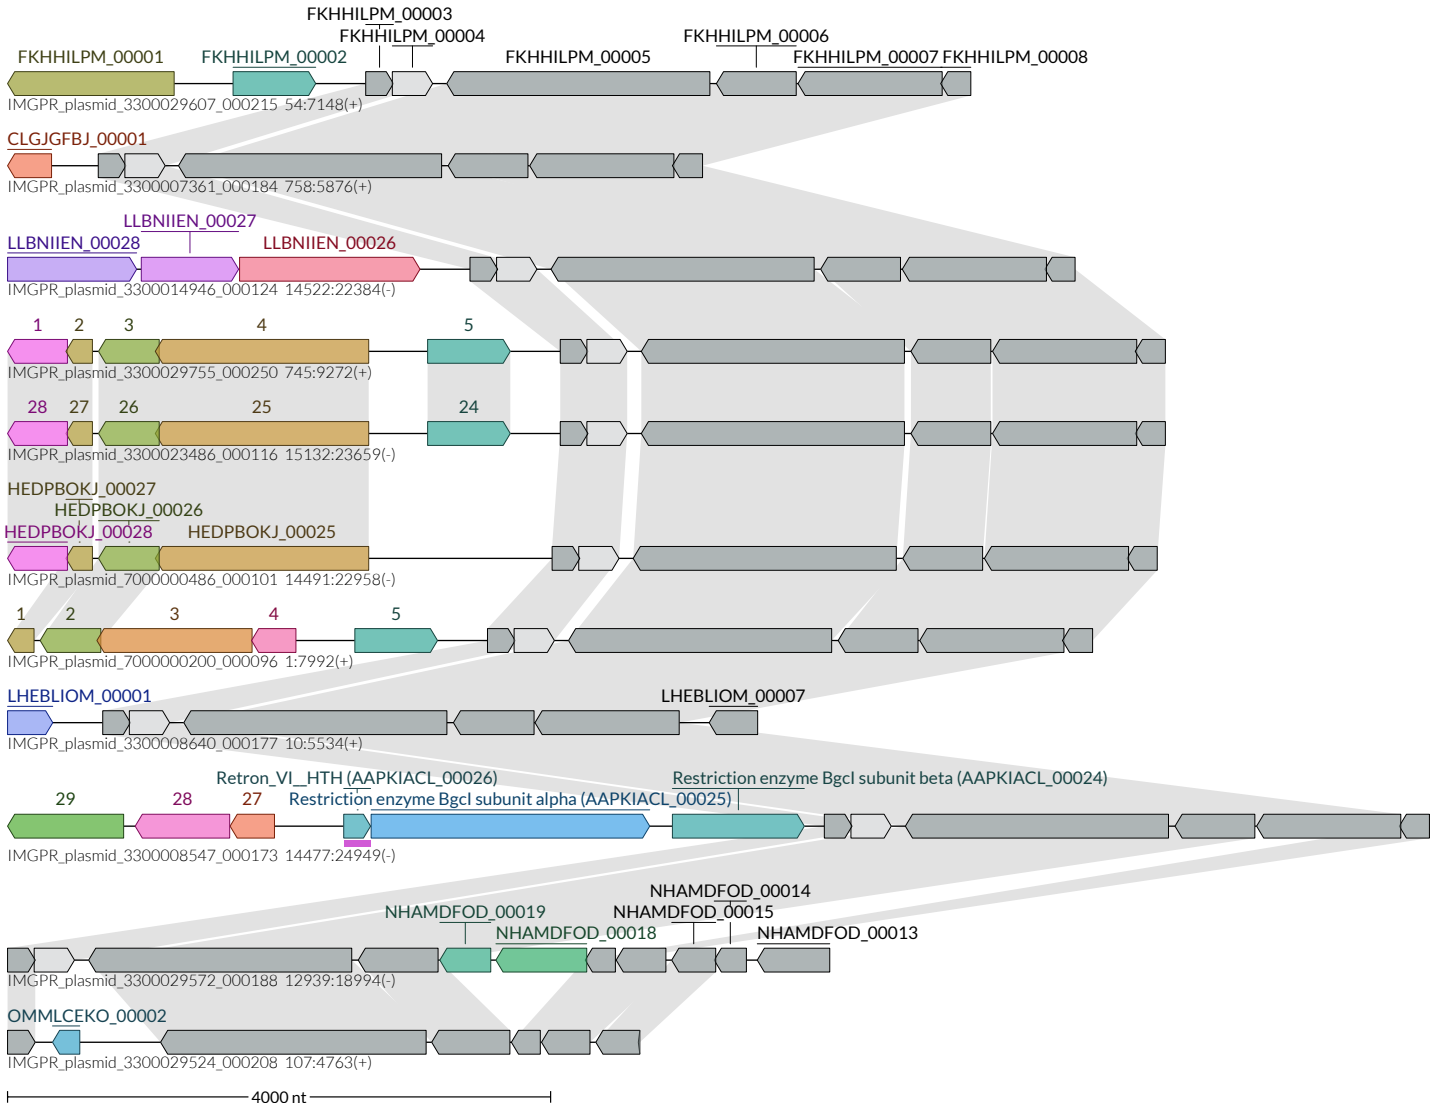 FKHHILPM_00003
FKHHILPM_00004 FKHHILPM_00006
FKHHILPM_00001 FKHHILPM_00002 FKHHILPM_00005 FKHHILPM_00007 FKHHILPM_00008
IMGPR_plasmid_3300029607_000215 54:7148(+)
CLGJGFBJ_00001
IMGPR_plasmid_3300007361_000184 758:5876(+)
LLBNIIEN_00027
LLBNIIEN_00028 LLBNIIEN_00026
IMGPR_plasmid_3300014946_000124 14522:22384(-)
1 2 3 4 5
IMGPR_plasmid_3300029755_000250 745:9272(+)
28 27 26 25 24
IMGPR_plasmid_3300023486_000116 15132:23659(-)
HEDPBOKJ_00027
HEDPBOKJ_00026
HEDPBOKJ_00028 HEDPBOKJ_00025
IMGPR_plasmid_7000000486_000101 14491:22958(-)
1 2 3 4 5
IMGPR_plasmid_7000000200_000096 1:7992(+)
LHEBLIOM_00001 LHEBLIOM_00007
IMGPR_plasmid_3300008640_000177 10:5534(+)
Retron_VI__HTH (AAPKIACL_00026) Restriction enzyme BgcI subunit beta (AAPKIACL_00024)
29 28 27 Restriction enzyme BgcI subunit alpha (AAPKIACL_00025)
IMGPR_plasmid_3300008547_000173 14477:24949(-)
NHAMDFOD_00014
NHAMDFOD_00019 NHAMDFOD_00015
NHAMDFOD_00018 NHAMDFOD_00013
IMGPR_plasmid_3300029572_000188 12939:18994(-)
OMMLCEKO_00002
IMGPR_plasmid_3300029524_000208 107:4763(+)
4000 nt